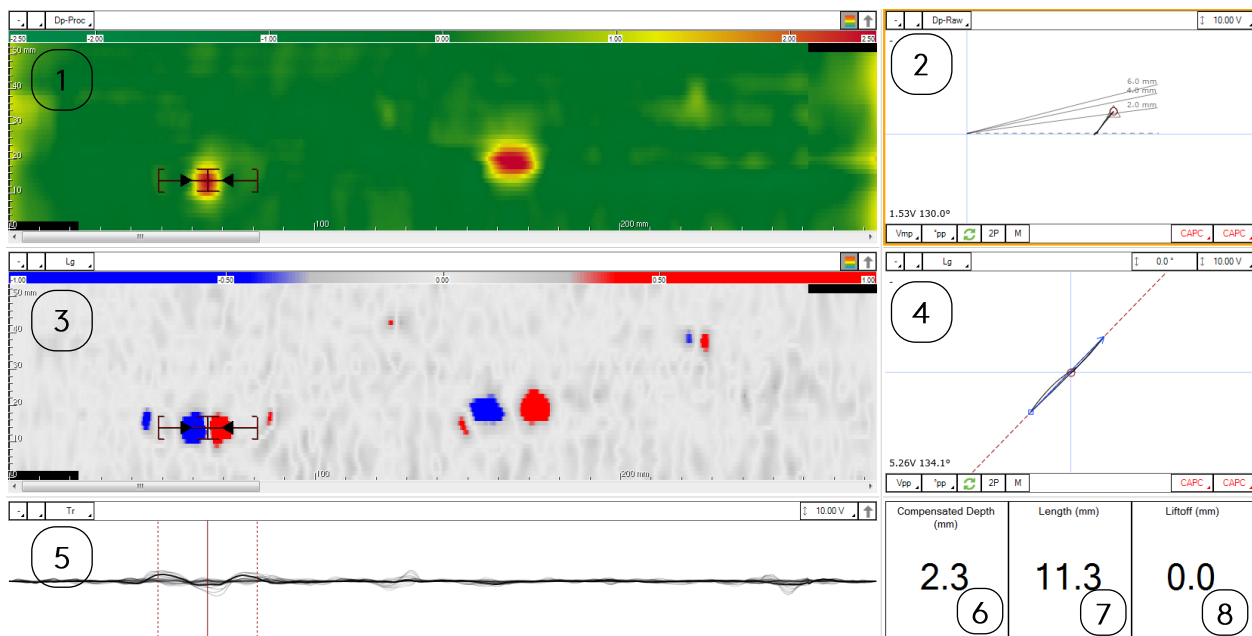 - Dp-Proc
-2.50 -2.00 -1.00 0.00 1.00 2.00 2.50
50 mm
40
30
20
10
0
100
200 mm
1
- Dp-Raw 10.00 V
-
2
6.0 mm
4.0 mm
2.0 mm
1.53V 130.0°
Vmp °pp 2P M CAPC CAPC
- Lg
-1.00 -0.50 0.00 0.50 1.00
50 mm
40
30
20
10
0
100
200 mm
3
- Lg 0.0 ° 10.00 V
-
4
5.26V 134.1°
Vpp °pp 2P M CAPC CAPC
- Tr 10.00 V
5
Compensated Depth
(mm)
2.3
6
Length (mm)
11.3
7
Liftoff (mm)
0.0
8